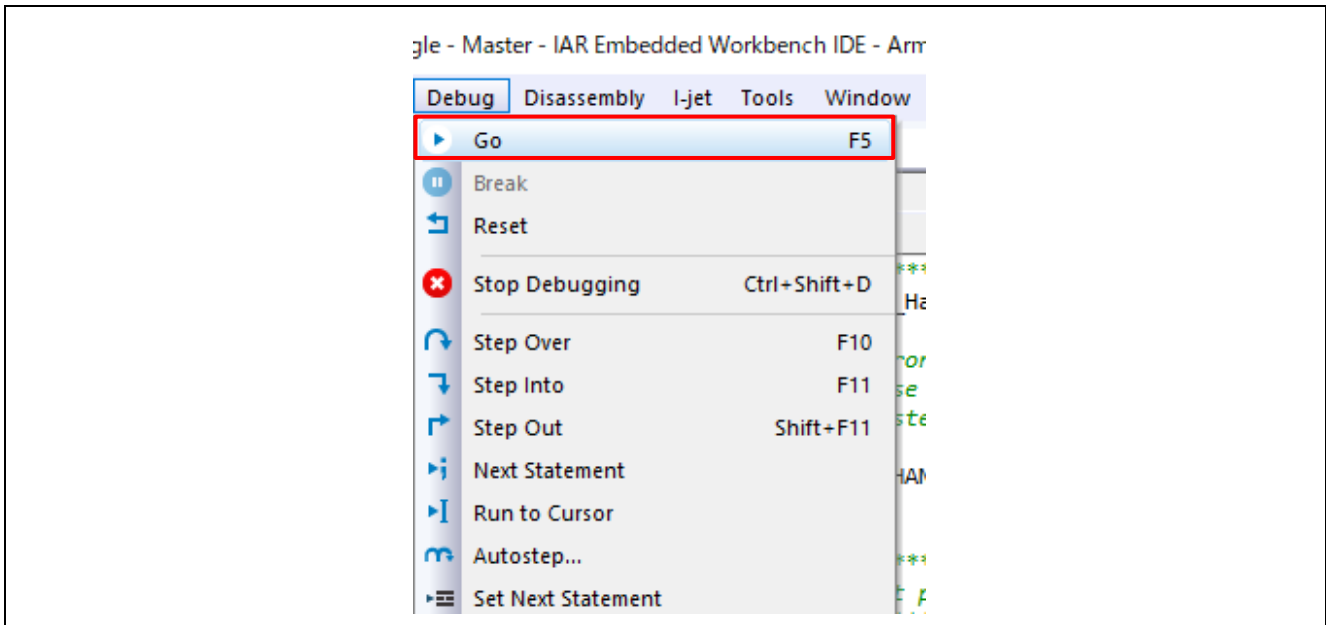 gle - Master - IAR Embedded Workbench IDE - Arm
Debug Disassembly I-jet Tools Window
Go F5
Break
Reset
Stop Debugging Ctrl+Shift+D
Step Over F10
Step Into F11
Step Out Shift+F11
Next Statement
Run to Cursor
Autostep...
Set Next Statement